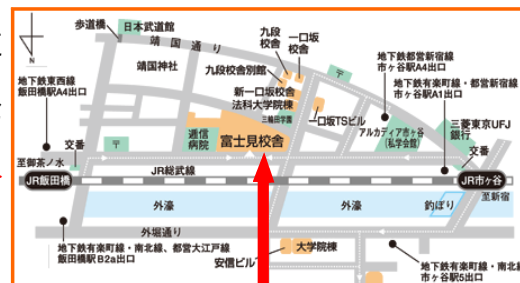 歩道橋
日本武道館
靖国通り
靖国神社
九段
校舎
一口坂
校舎
九段校舎別館
新一口坂校舎
法科大学院棟
三輪田学園
一口坂TSビル
〒
地下鉄都営新宿線
市ヶ谷駅A4出口
地下鉄有楽町線・都営新宿線
市ヶ谷駅A1出口
地下鉄東西線
飯田橋駅A4出口
アルカディア市ヶ谷
(私学会館)
三菱東京UFJ
銀行
交番
〒
逓信
病院
富士見校舎
交番
至御茶ノ水
JR飯田橋
JR総武線
JR市ヶ谷
至新宿
外濠
外濠
釣ぼり
外堀通り
地下鉄有楽町線・南北線、都営大江戸線
飯田橋駅B2a出口
安信ビル
大学院棟
地下鉄有楽町線・南北
市ヶ谷駅5出口